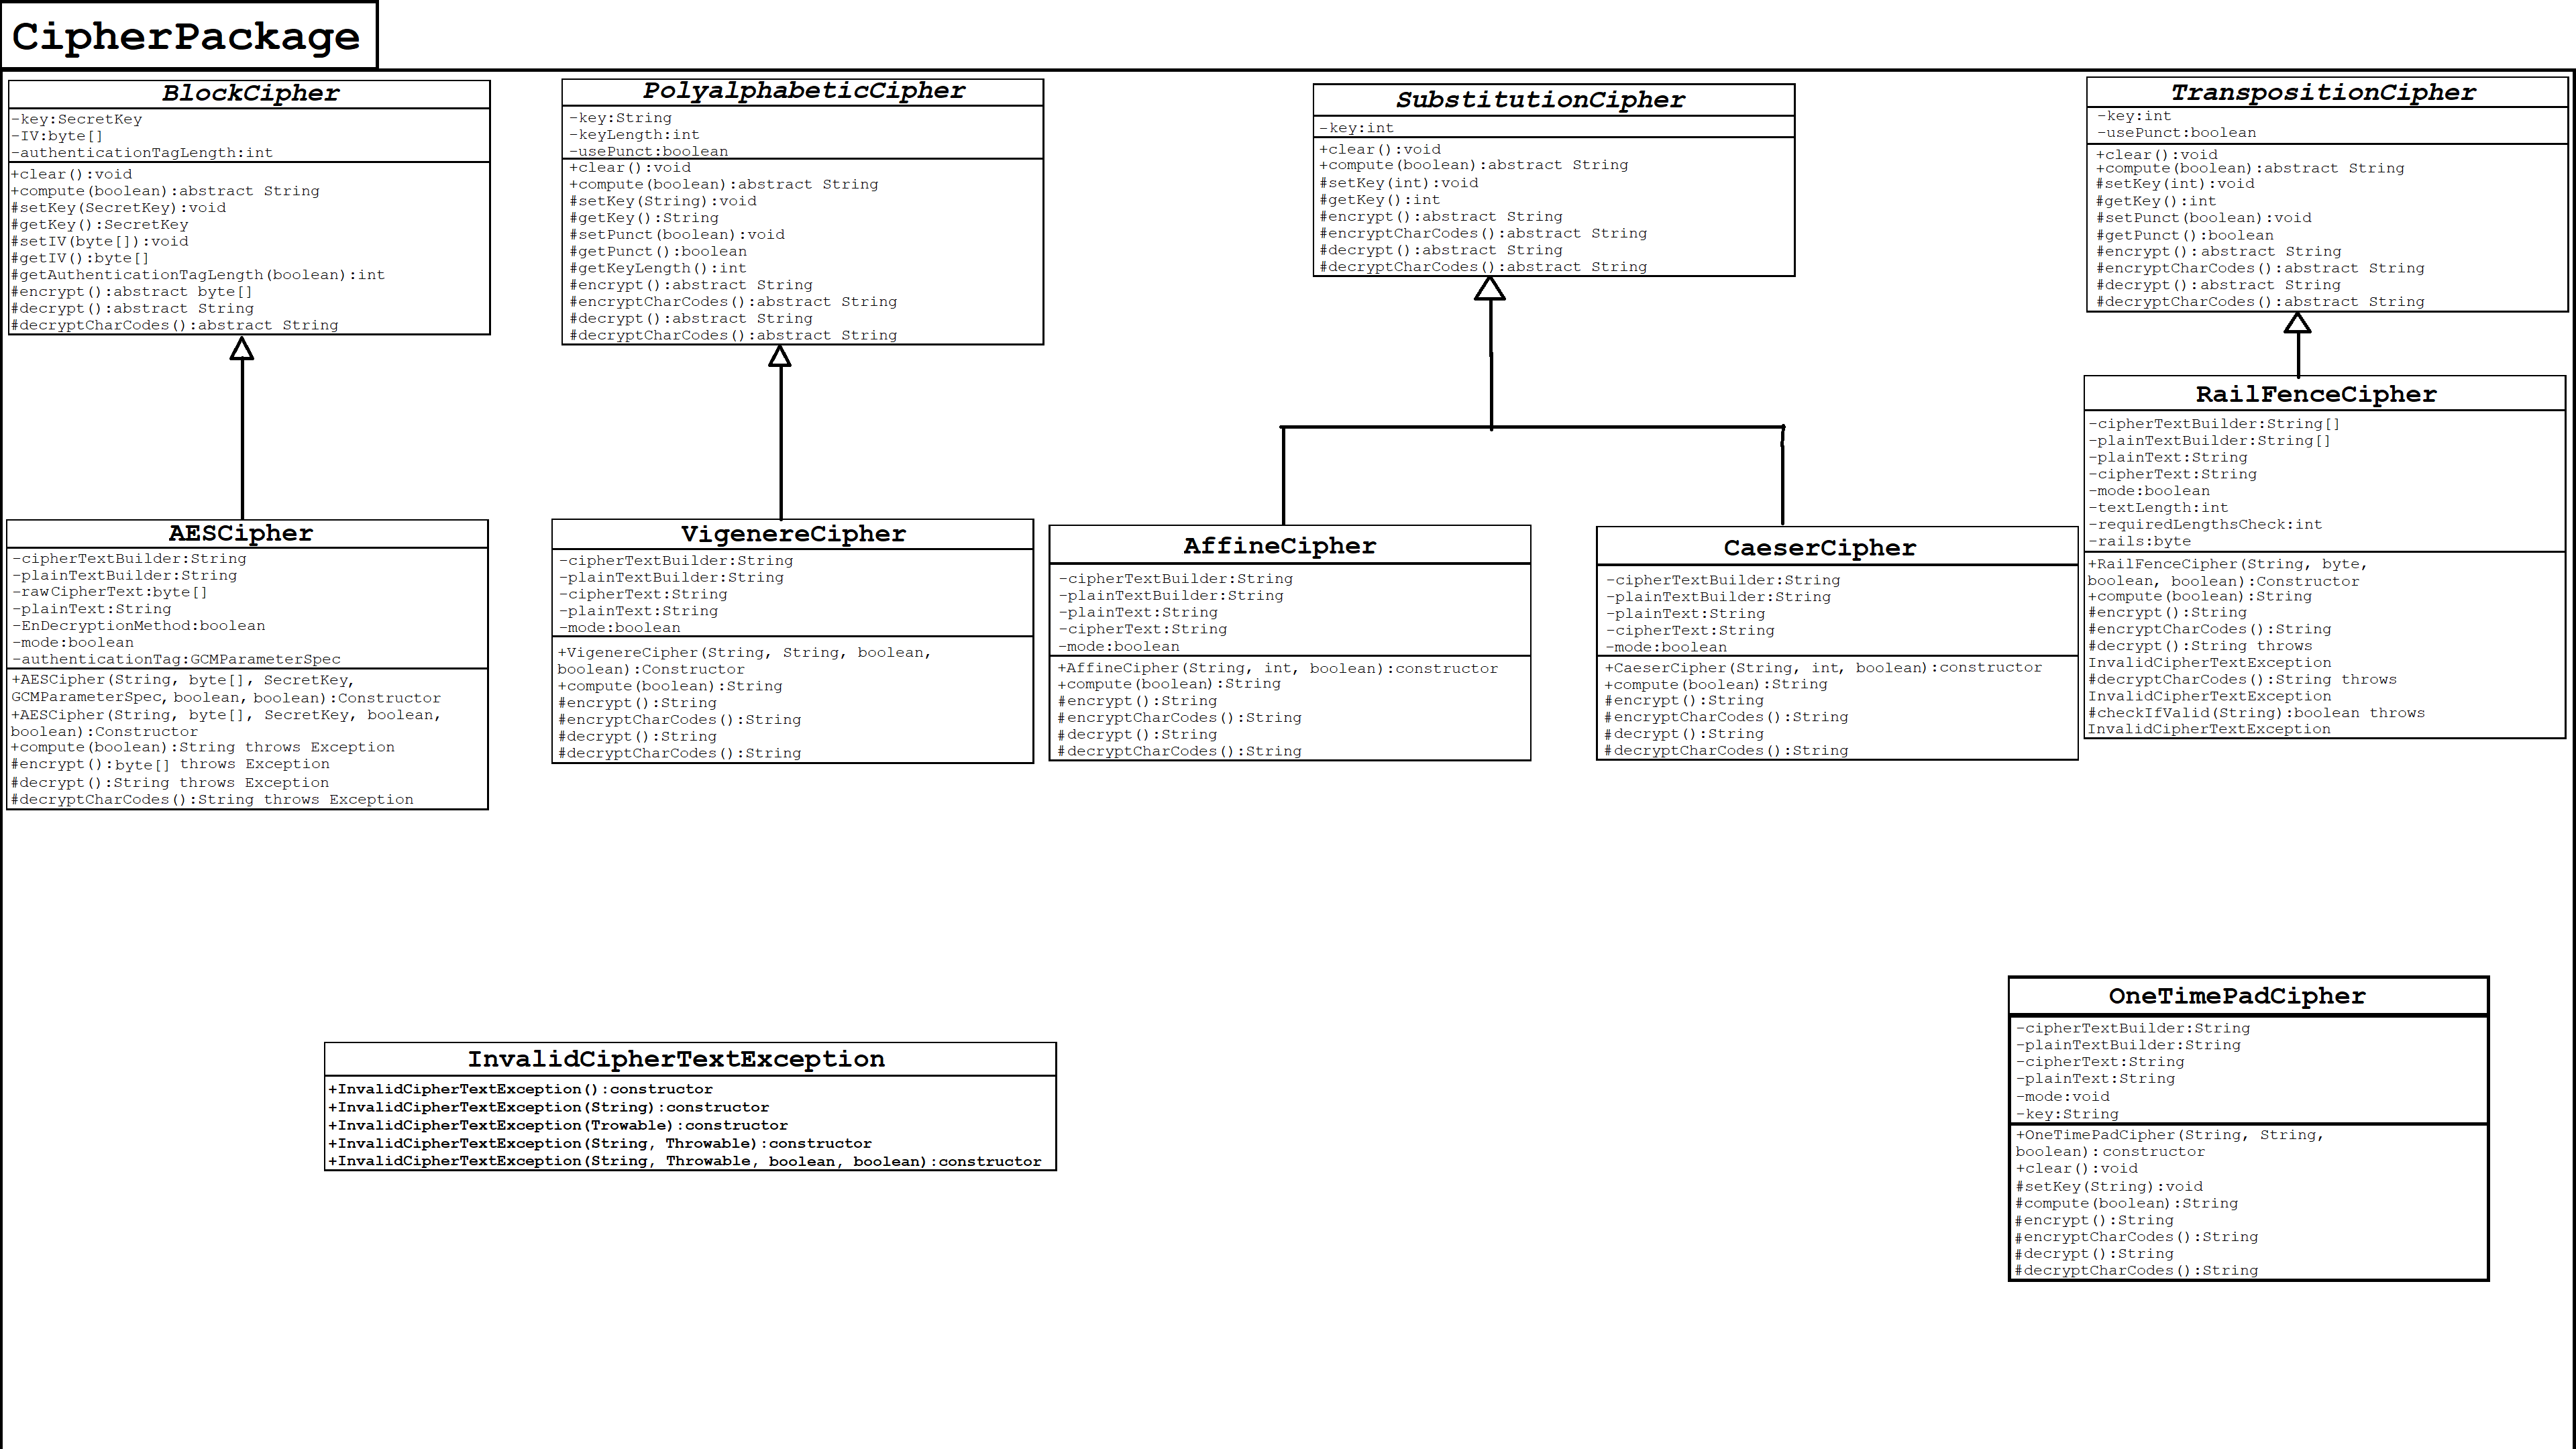 CipherPackage
BlockCipher
-key:SecretKey
-IV:byte[]
-authenticationTagLength:int
+clear():void
+compute(boolean):abstract String
#setKey(SecretKey):void
#getKey():SecretKey
#setIV(byte[]):void
#getIV():byte[]
#getAuthenticationTagLength(boolean):int
#encrypt():abstract byte[]
#decrypt():abstract String
#decryptCharCodes():abstract String
PolyalphabeticCipher
-key:String
-keyLength:int
-usePunct:boolean
+clear():void
+compute(boolean):abstract String
#setKey(String):void
#getKey():String
#setPunct(boolean):void
#getPunct():boolean
#getKeyLength():int
#encrypt():abstract String
#encryptCharCodes():abstract String
#decrypt():abstract String
#decryptCharCodes():abstract String
SubstitutionCipher
-key:int
+clear():void
+compute(boolean):abstract String
#setKey(int):void
#getKey():int
#encrypt():abstract String
#encryptCharCodes():abstract String
#decrypt():abstract String
#decryptCharCodes():abstract String
TranspositionCipher
-key:int
-usePunct:boolean
+clear():void
+compute(boolean):abstract String
#setKey(int):void
#getKey():int
#setPunct(boolean):void
#getPunct():boolean
#encrypt():abstract String
#encryptCharCodes():abstract String
#decrypt():abstract String
#decryptCharCodes():abstract String
AESCipher
-cipherTextBuilder:String
-plainTextBuilder:String
-rawCipherText:byte[]
-plainText:String
-EnDecryptionMethod:boolean
-mode:boolean
-authenticationTag:GCMParameterSpec
+AESCipher(String, byte[], SecretKey,
GCMParameterSpec, boolean, boolean):Constructor
+AESCipher(String, byte[], SecretKey, boolean,
boolean):Constructor
+compute(boolean):String throws Exception
#encrypt():byte[] throws Exception
#decrypt():String throws Exception
#decryptCharCodes():String throws Exception
VigenereCipher
-cipherTextBuilder:String
-plainTextBuilder:String
-cipherText:String
-plainText:String
-mode:boolean
+VigenereCipher(String, String, boolean,
boolean):Constructor
+compute(boolean):String
#encrypt():String
#encryptCharCodes():String
#decrypt():String
#decryptCharCodes():String
AffineCipher
-cipherTextBuilder:String
-plainTextBuilder:String
-plainText:String
-cipherText:String
-mode:boolean
+AffineCipher(String, int, boolean):constructor
+compute(boolean):String
#encrypt():String
#encryptCharCodes():String
#decrypt():String
#decryptCharCodes():String
CaeserCipher
-cipherTextBuilder:String
-plainTextBuilder:String
-plainText:String
-cipherText:String
-mode:boolean
+CaeserCipher(String, int, boolean):constructor
+compute(boolean):String
#encrypt():String
#encryptCharCodes():String
#decrypt():String
#decryptCharCodes():String
RailFenceCipher
-cipherTextBuilder:String[]
-plainTextBuilder:String[]
-plainText:String
-cipherText:String
-mode:boolean
-textLength:int
-requiredLengthsCheck:int
-rails:byte
+RailFenceCipher(String, byte,
boolean, boolean):Constructor
+compute(boolean):String
#encrypt():String
#encryptCharCodes():String
#decrypt():String throws
InvalidCipherTextException
#decryptCharCodes():String throws
InvalidCipherTextException
#checkIfValid(String):boolean throws
InvalidCipherTextException
InvalidCipherTextException
+InvalidCipherTextException():constructor
+InvalidCipherTextException(String):constructor
+InvalidCipherTextException(Trowable):constructor
+InvalidCipherTextException(String, Throwable):constructor
+InvalidCipherTextException(String, Throwable, boolean, boolean):constructor
OneTimePadCipher
-cipherTextBuilder:String
-plainTextBuilder:String
-cipherText:String
-plainText:String
-mode:void
-key:String
+OneTimePadCipher(String, String,
boolean):constructor
+clear():void
#setKey(String):void
#compute(boolean):String
#encrypt():String
#encryptCharCodes():String
#decrypt():String
#decryptCharCodes():String